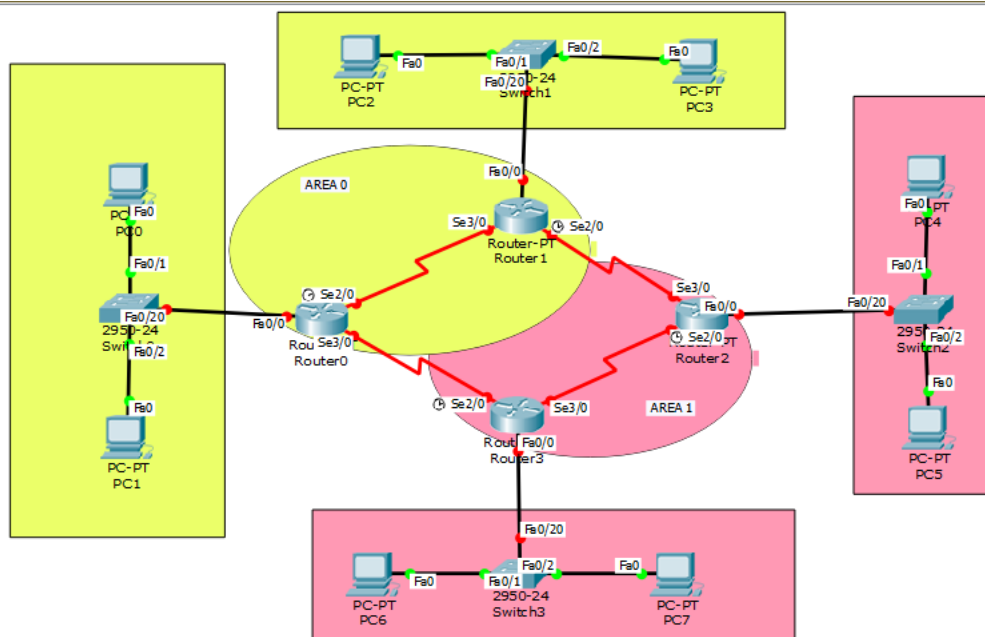 Fa0
PC-PT
PC2
Fa0/1
2950-24
Fa0/20
Switch1
Fa0/2
Fa0
PC-PT
PC3
AREA 0
Fa0/0
Se3/0
Se2/0
Router-PT
Router1
Fa0
PC0
Fa0/1
Fa0/20
2950-24
Fa0/2
Fa0
PC-PT
PC1
Fa0/0
Se2/0
Se3/0
Router0
Se3/0
Fa0/0
Se2/0
Router2
Fa0
PC4
Fa0/1
Fa0/20
Fa0/2
Switch2
Fa0
PC-PT
PC5
Se2/0
Se3/0
AREA 1
Fa0/0
Router3
Fa0/20
Fa0
PC-PT
PC6
Fa0/1
Fa0/2
2950-24
Switch3
Fa0
PC-PT
PC7